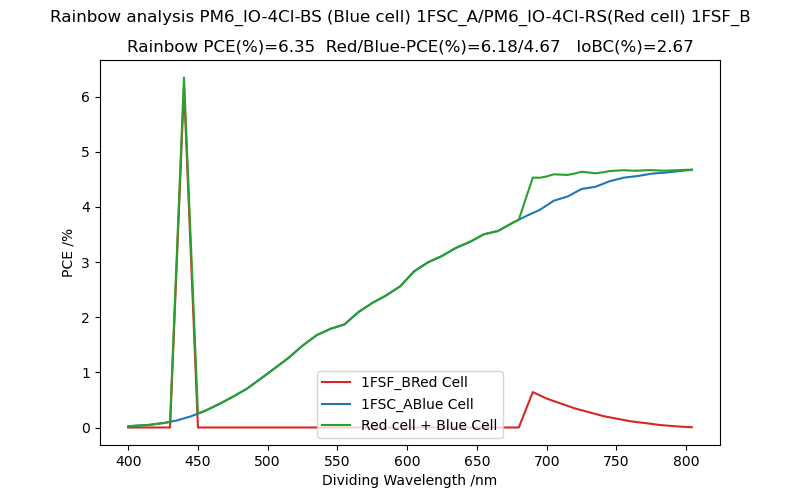 Rainbow analysis PM6_IO-4Cl-BS (Blue cell) 1FSC_A/PM6_IO-4Cl-RS(Red cell) 1FSF_B
Rainbow PCE(%)=6.35  Red/Blue-PCE(%)=6.18/4.67   IoBC(%)=2.67
PCE /%
6
5
4
3
2
1
0
1FSF_BRed Cell
1FSC_ABlue Cell
Red cell + Blue Cell
400 450 500 550 600 650 700 750 800
Dividing Wavelength /nm